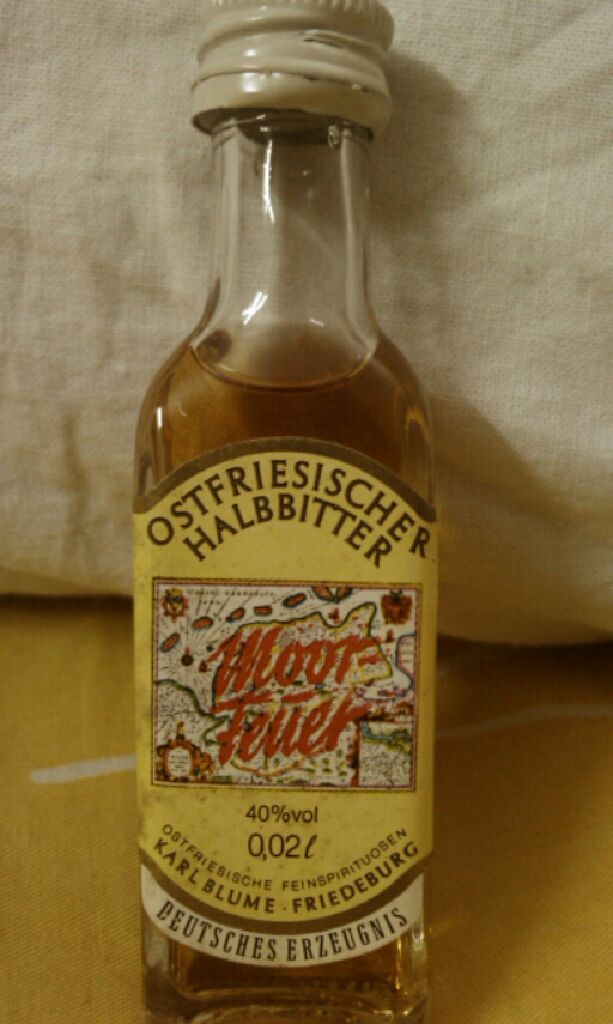 OSTFRIESISCHER
HALBBITTER
Moor-
Feuer
40%vol
0,02ℓ
OSTFRIESISCHE FEINSPIRITUOSEN
KARL BLUME · FRIEDEBURG
DEUTSCHES ERZEUGNIS